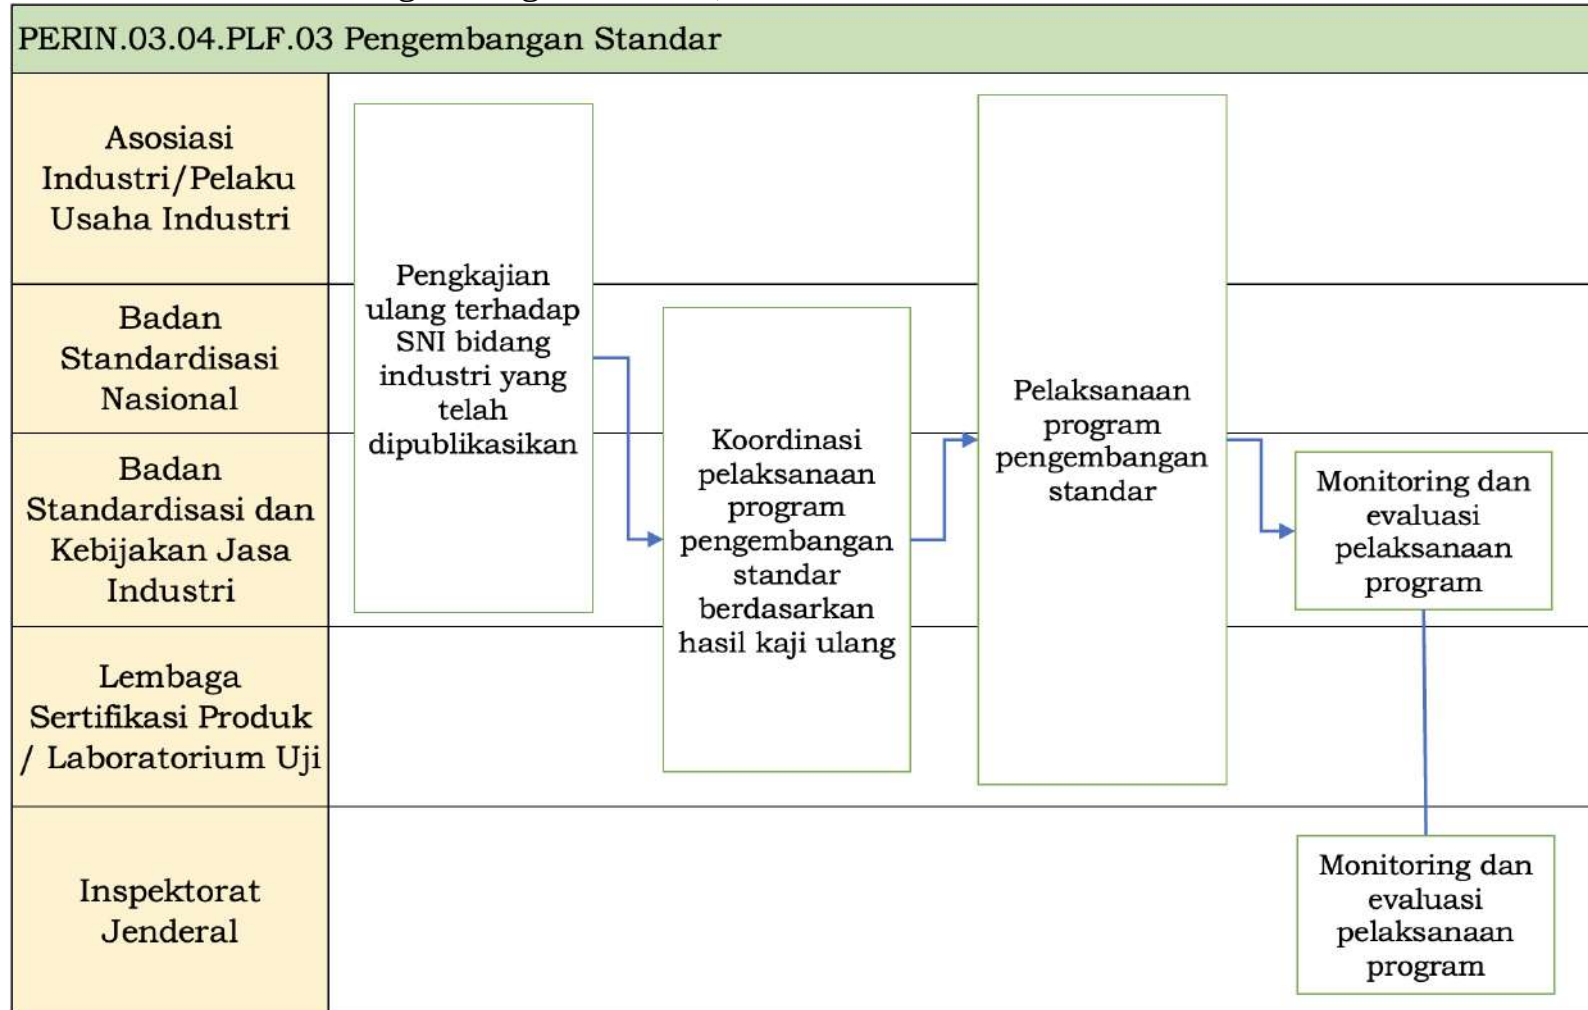 PERIN.03.04.PLF.03 Pengembangan Standar
Asosiasi
Industri/Pelaku
Usaha Industri
Badan
Standardisasi
Nasional
Badan
Standardisasi dan
Kebijakan Jasa
Industri
Lembaga
Sertifikasi Produk
/ Laboratorium Uji
Inspektorat
Jenderal
Pengkajian
ulang terhadap
SNI bidang
industri yang
telah
dipublikasikan
Koordinasi
pelaksanaan
program
pengembangan
standar
berdasarkan
hasil kaji ulang
Pelaksanaan
program
pengembangan
standar
Monitoring dan
evaluasi
pelaksanaan
program
Monitoring dan
evaluasi
pelaksanaan
program